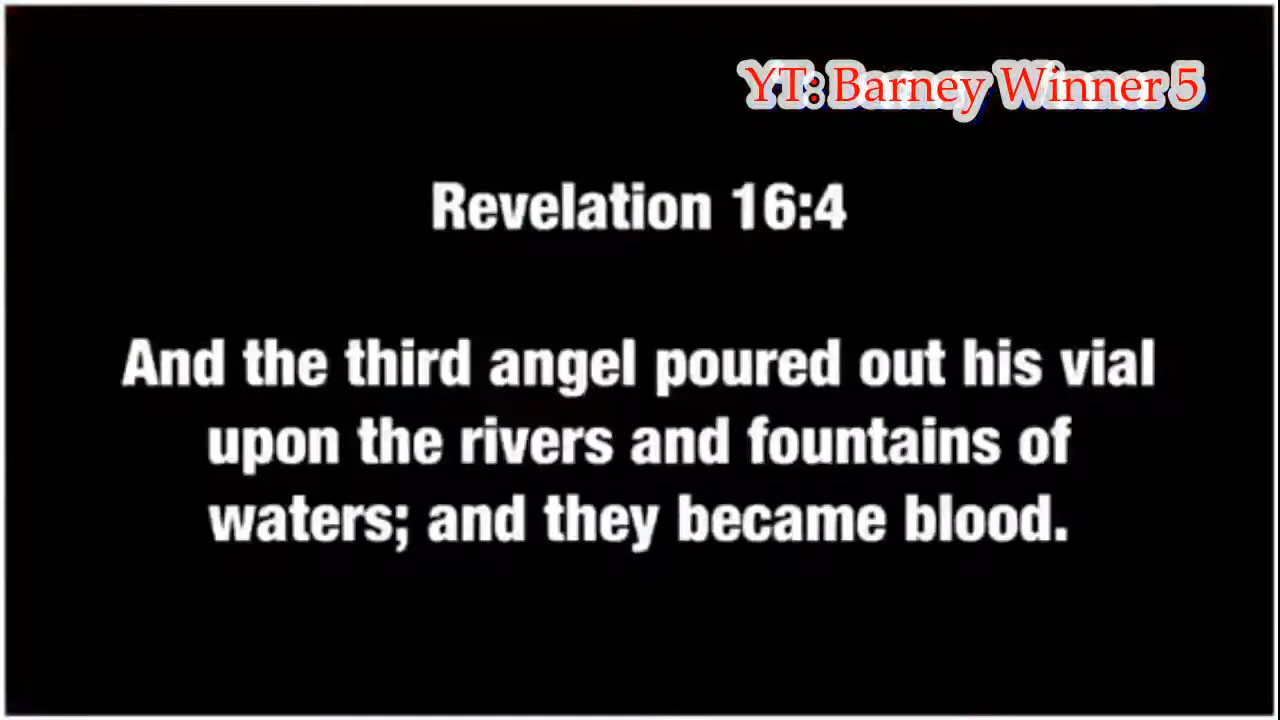 YT: Barney Winner 5
Revelation 16:4
And the third angel poured out his vial
upon the rivers and fountains of
waters; and they became blood.